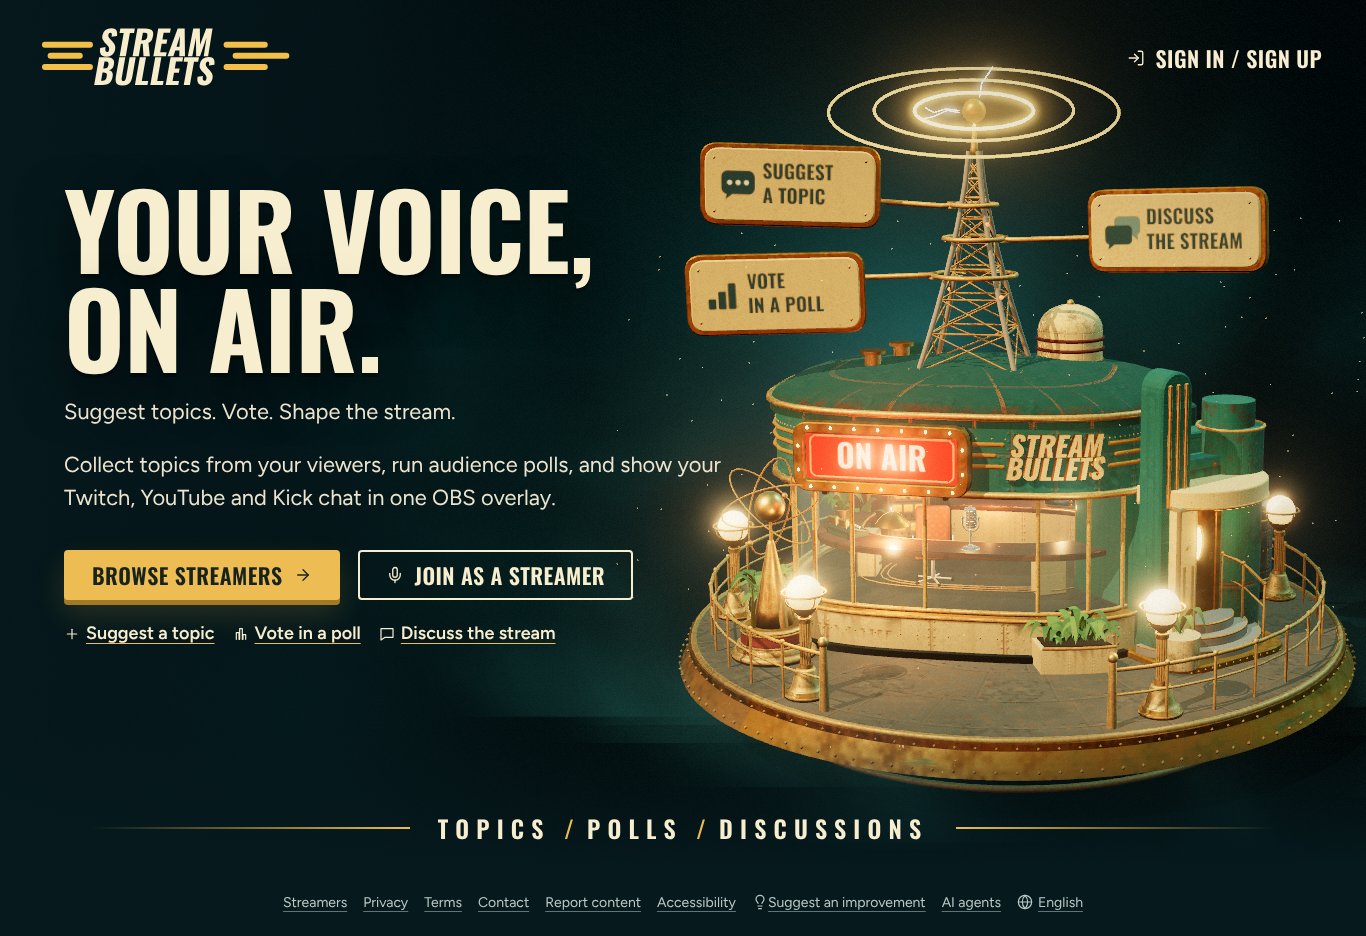 STREAM
BULLETS
SIGN IN / SIGN UP
YOUR VOICE,
ON AIR.
Suggest topics. Vote. Shape the stream.
Collect topics from your viewers, run audience polls, and show your
Twitch, YouTube and Kick chat in one OBS overlay.
BROWSE STREAMERS
JOIN AS A STREAMER
Suggest a topic
Vote in a poll
Discuss the stream
SUGGEST
A TOPIC
VOTE
IN A POLL
DISCUSS
THE STREAM
ON AIR
STREAM
BULLETS
TOPICS / POLLS / DISCUSSIONS
Streamers
Privacy
Terms
Contact
Report content
Accessibility
Suggest an improvement
AI agents
English